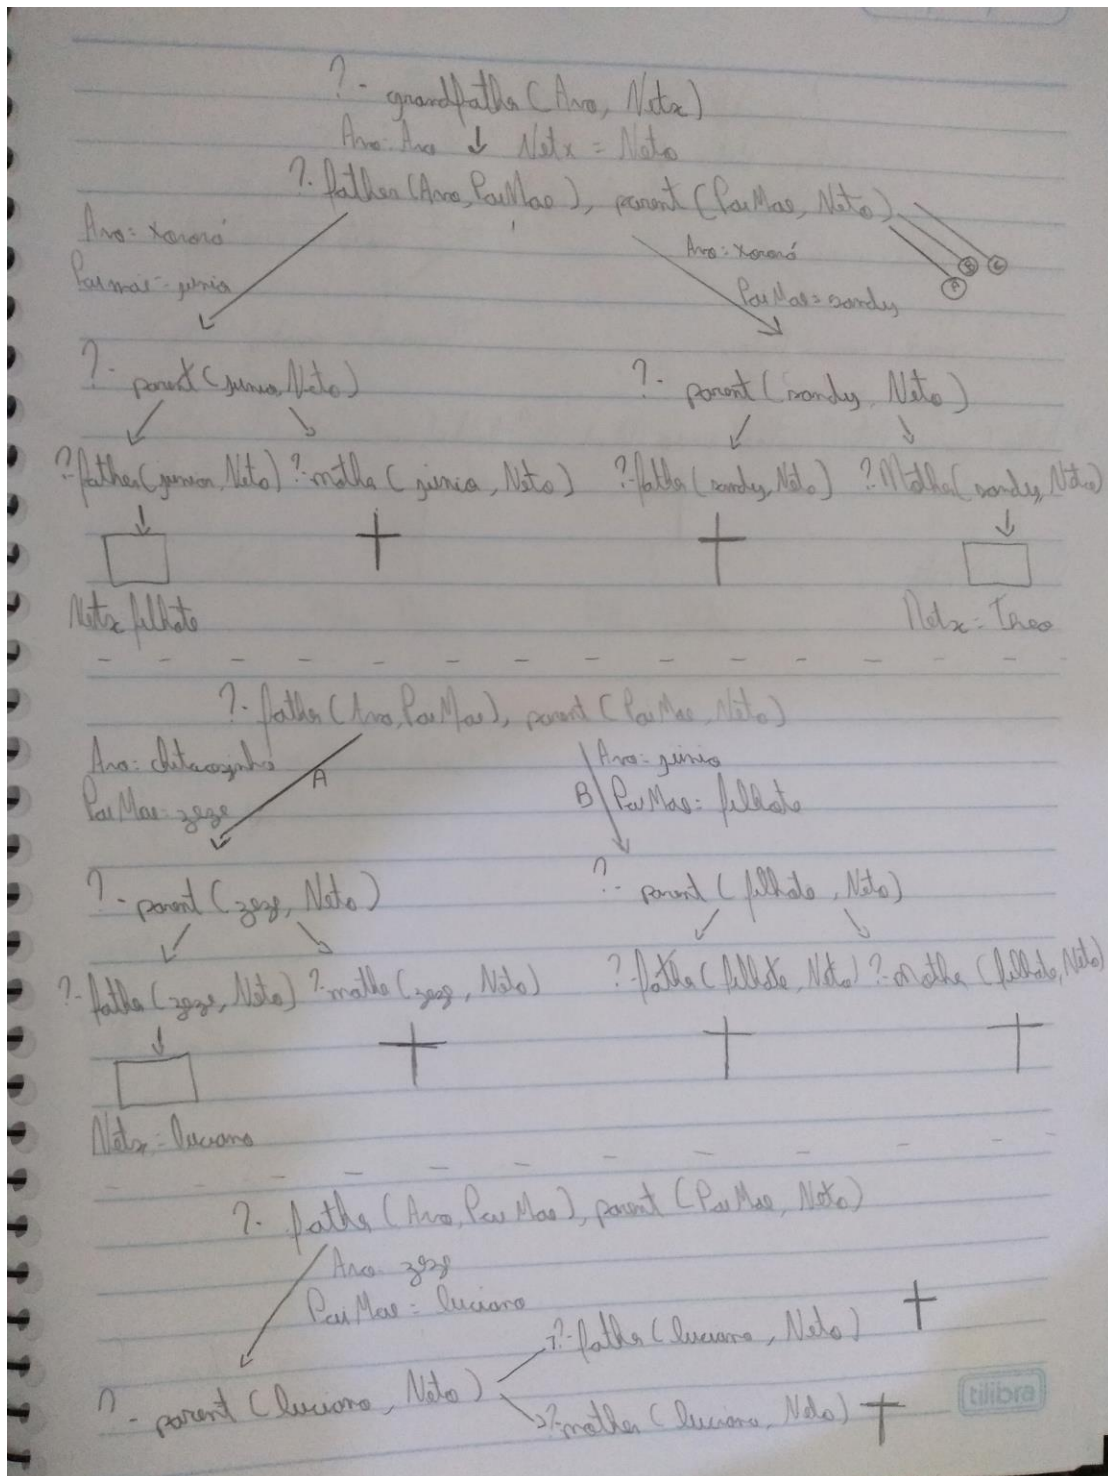 ?- grandfather (Avo, Netx)
Avo: Avo ↓ Netx = Neto
?. father (Avo, PaiMae), parent (PaiMae, Neto)
Avo = xororó
Paimae = junior
Avo: xororó
PaiMae = sandy
A B C
?- parent (junior, Neto)
?- parent (sandy, Neto)
?- father (junior, Neto) ?- mother (junior, Neto) ?- father (sandy, Neto) ?- Mother (sandy, Neto)
Netx filhote
Netx = Theo
?- father (Avo, PaiMae), parent (PaiMae, Neto)
Avo: chitaozinho
PaiMae = zeze
A
Avo: junior
B PaiMae = filhote
?- parent (zeze, Neto)
?- parent (filhote, Neto)
?- father (zeze, Neto) ?- mother (zeze, Neto) ?- father (filhote, Neto) ?- mother (filhote, Neto)
Netx = luciano
?- father (Avo, PaiMae), parent (PaiMae, Neto)
Avo zeze
PaiMae = luciano
?- father (luciano, Neto)
?- parent (luciano, Neto)
?- mother (luciano, Neto)
tilibra